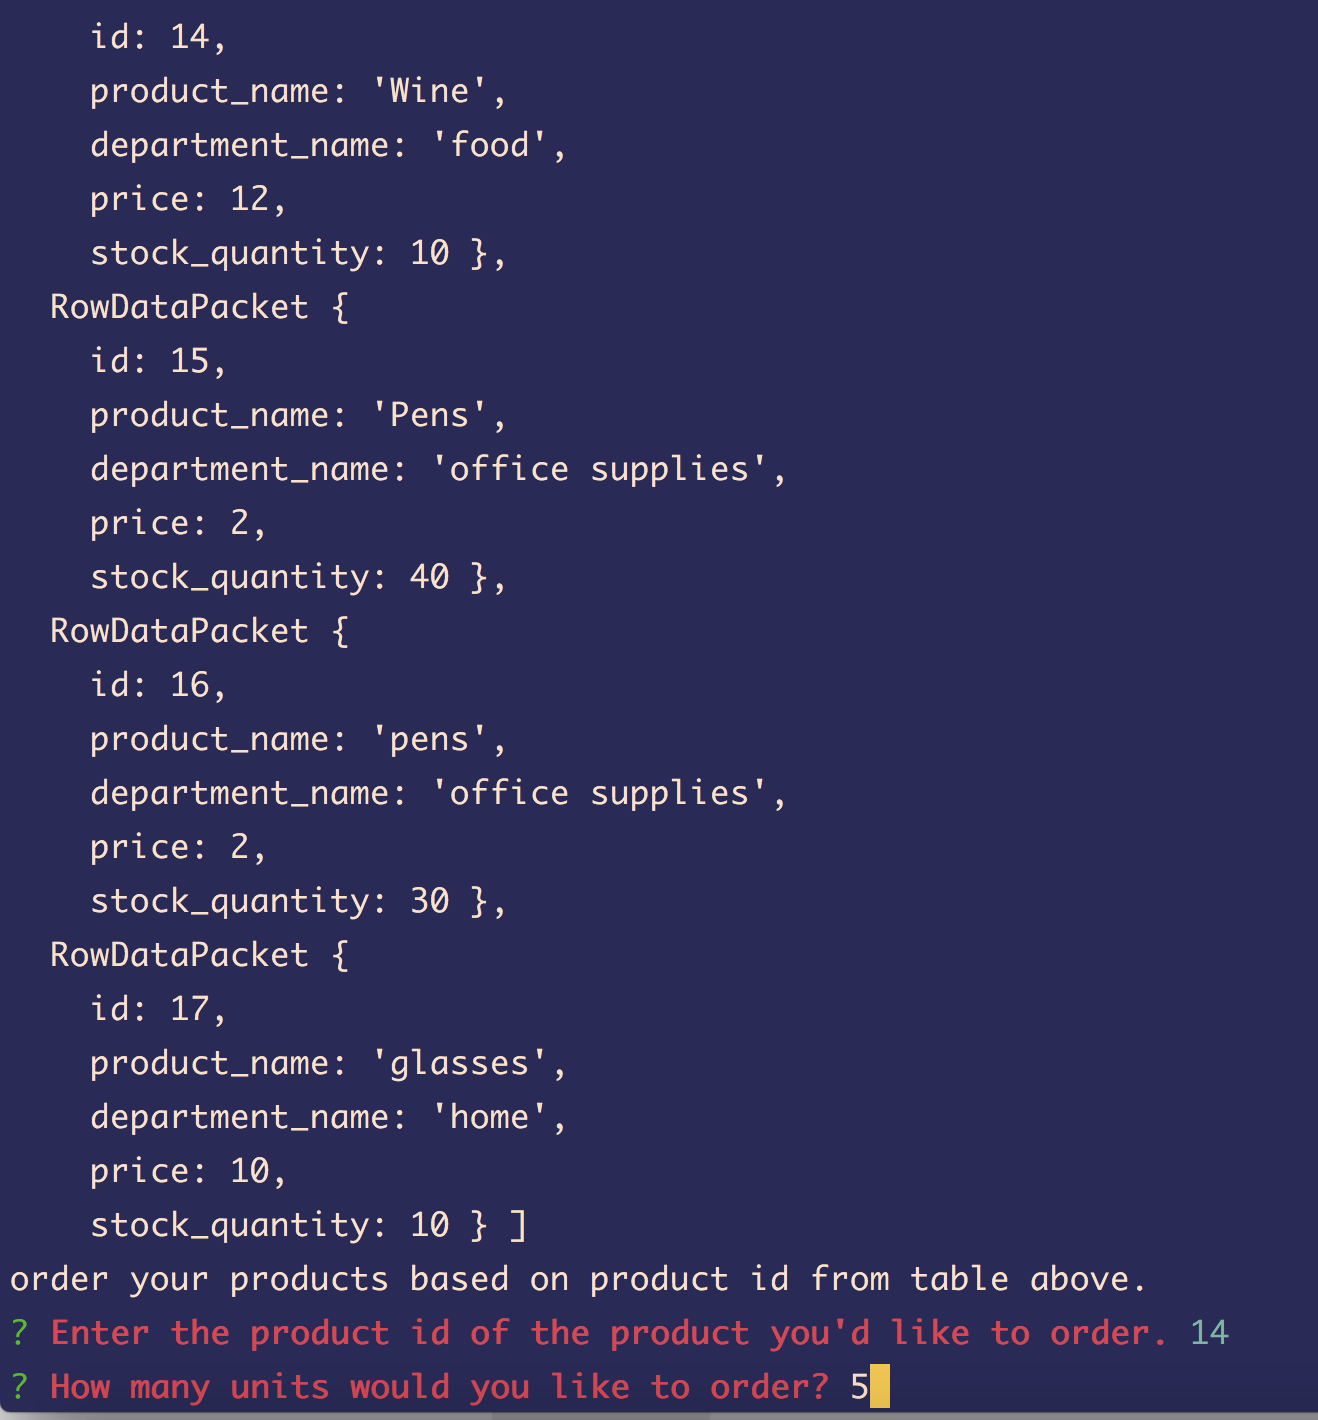 id: 14,
product_name: 'Wine',
department_name: 'food',
price: 12,
stock_quantity: 10 },
RowDataPacket {
id: 15,
product_name: 'Pens',
department_name: 'office supplies',
price: 2,
stock_quantity: 40 },
RowDataPacket {
id: 16,
product_name: 'pens',
department_name: 'office supplies',
price: 2,
stock_quantity: 30 },
RowDataPacket {
id: 17,
product_name: 'glasses',
department_name: 'home',
price: 10,
stock_quantity: 10 } ]
order your products based on product id from table above.
? Enter the product id of the product you'd like to order. 14
? How many units would you like to order? 5